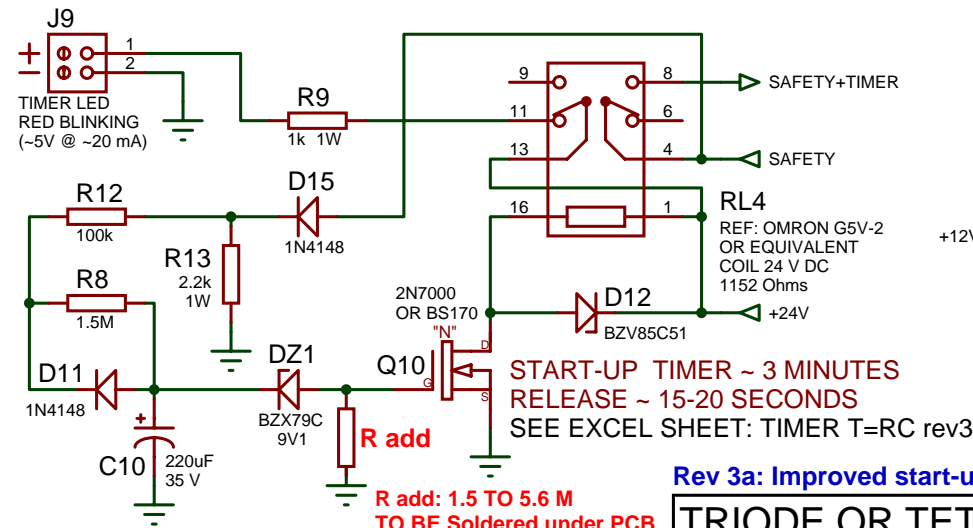 J9
+
1
−
2
TIMER LED
RED BLINKING
(~5V @ ~20 mA)
R9
1k 1W
9
8
SAFETY+TIMER
11
6
13
4
SAFETY
16
1
RL4
REF: OMRON G5V-2
OR EQUIVALENT
COIL 24 V DC
1152 Ohms
+12V
R12
100k
D15
1N4148
R13
2.2k
1W
R8
1.5M
2N7000
OR BS170
"N"
D12
BZV85C51
+24V
D11
1N4148
DZ1
BZX79C
9V1
Q10
D
G
S
START-UP TIMER ~ 3 MINUTES
RELEASE ~ 15-20 SECONDS
SEE EXCEL SHEET: TIMER T=RC rev3
R add
+
C10
220uF
35 V
Rev 3a: Improved start-u
R add: 1.5 TO 5.6 M
TO BE Soldered under PCB
TRIODE OR TET